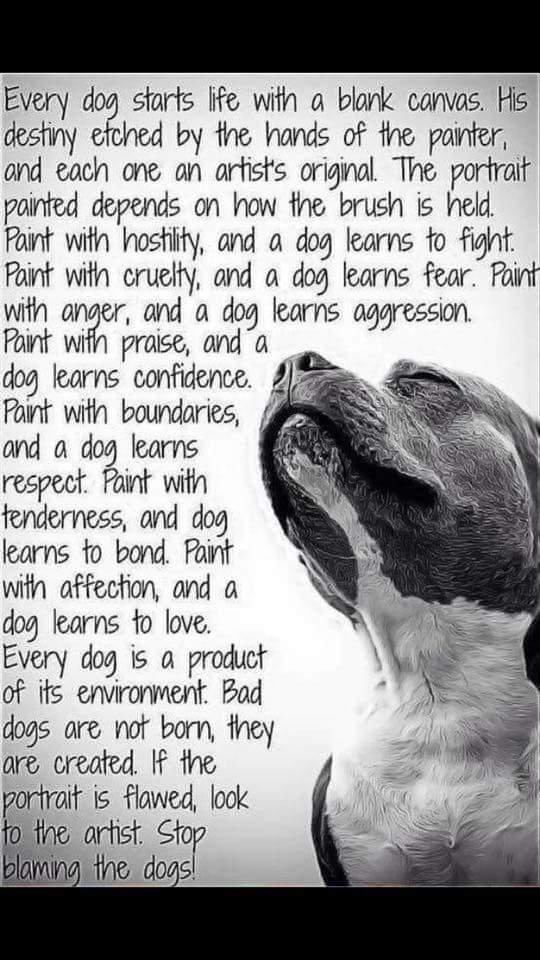 Every dog starts life with a blank canvas. His
destiny etched by the hands of the painter,
and each one an artist's original. The portrait
painted depends on how the brush is held.
Paint with hostility, and a dog learns to fight.
Paint with cruelty, and a dog learns fear. Paint
with anger, and a dog learns aggression.
Paint with praise, and a
dog learns confidence.
Paint with boundaries,
and a dog learns
respect. Paint with
tenderness, and dog
learns to bond. Paint
with affection, and a
dog learns to love.
Every dog is a product
of its environment. Bad
dogs are not born, they
are created. If the
portrait is flawed, look
to the artist. Stop
blaming the dogs!